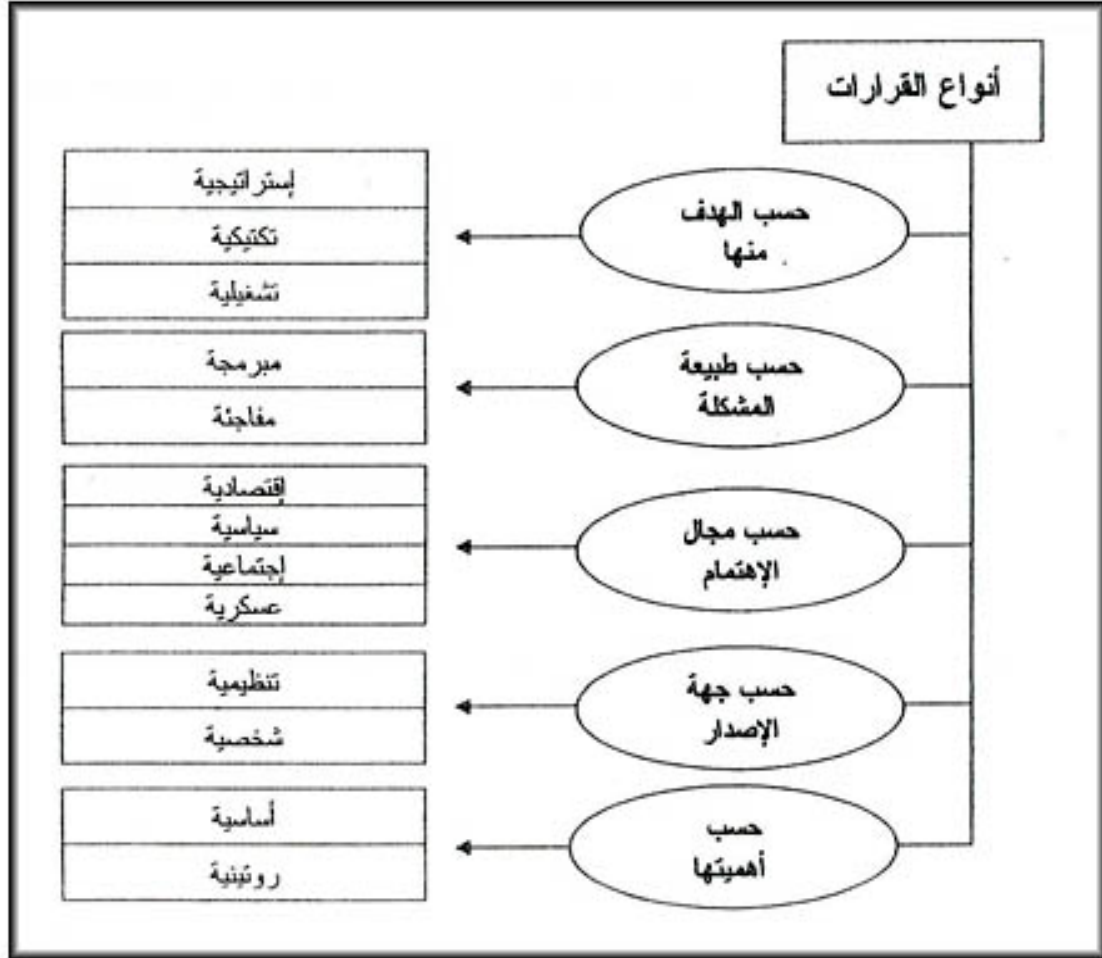 أنواع القرارات
حسب الهدف
منها
إستراتيجية
تكتيكية
تشغيلية
حسب طبيعة
المشكلة
مبرمجة
مفاجئة
حسب مجال
الإهتمام
إقتصادية
سياسية
إجتماعية
عسكرية
حسب جهة
الإصدار
تنظيمية
شخصية
حسب
أهميتها
أساسية
روتينية